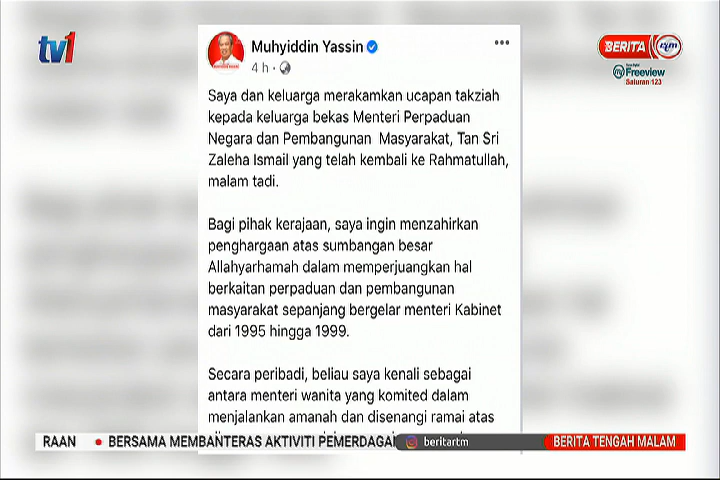 tv1
BERITA rtm
Muhyiddin Yassin
4 h ·
MYTV Freeview
Saluran 123
Saya dan keluarga merakamkan ucapan takziah
kepada keluarga bekas Menteri Perpaduan
Negara dan Pembangunan Masyarakat, Tan Sri
Zaleha Ismail yang telah kembali ke Rahmatullah,
malam tadi.
Bagi pihak kerajaan, saya ingin menzahirkan
penghargaan atas sumbangan besar
Allahyarhamah dalam memperjuangkan hal
berkaitan perpaduan dan pembangunan
masyarakat sepanjang bergelar menteri Kabinet
dari 1995 hingga 1999.
Secara peribadi, beliau saya kenali sebagai
antara menteri wanita yang komited dalam
menjalankan amanah dan disenangi ramai atas
RAAN • BERSAMA MEMBANTERAS AKTIVITI PEMERDAGA
beritartm
BERITA TENGAH MALAM